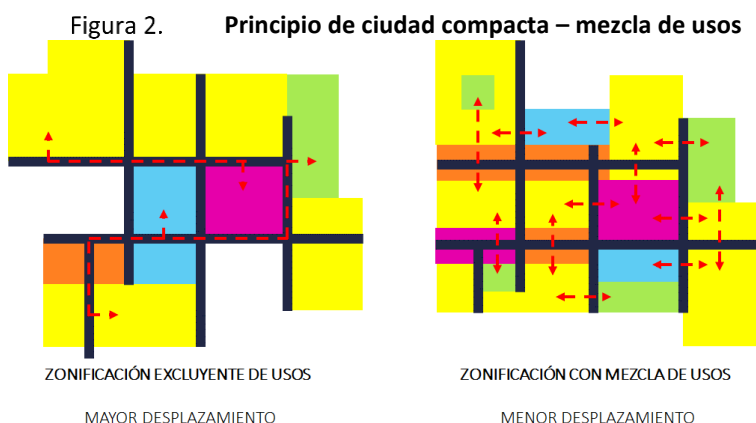 Figura 2. Principio de ciudad compacta – mezcla de usos
ZONIFICACIÓN EXCLUYENTE DE USOS
MAYOR DESPLAZAMIENTO
ZONIFICACIÓN CON MEZCLA DE USOS
MENOR DESPLAZAMIENTO